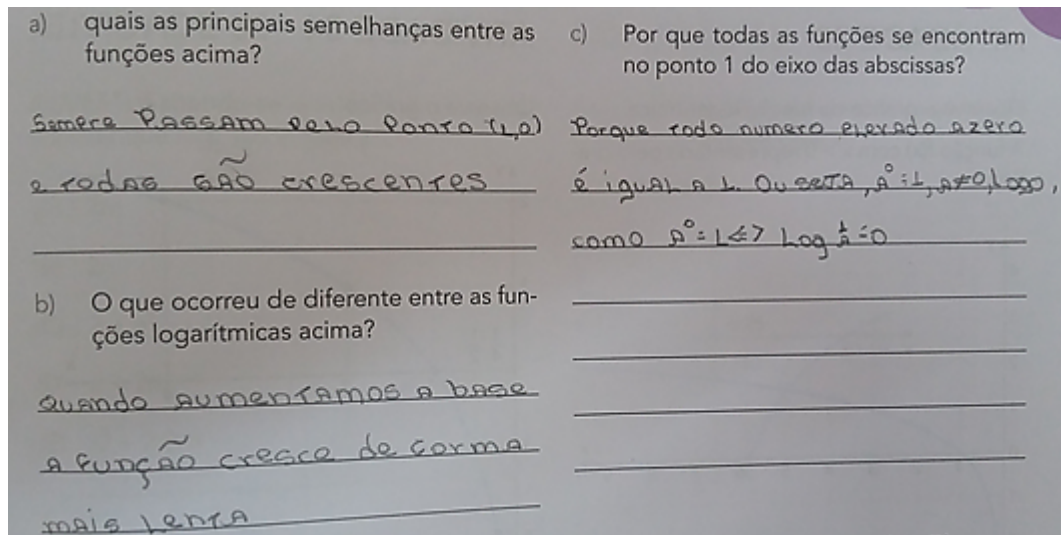 a) quais as principais semelhanças entre as
funções acima?
Sempre PASSAM PELO PONTO (1,0)
e todas SÃO crescentes
b) O que ocorreu de diferente entre as fun-
ções logarítmicas acima?
Quando aumentamos a base
a função cresce de forma
mais lenta
c) Por que todas as funções se encontram
no ponto 1 do eixo das abscissas?
Porque todo numero elevado a zero
é igual a 1. Ou seja, A⁰=1, A≠0, logo,
como A⁰=1 <=> Log